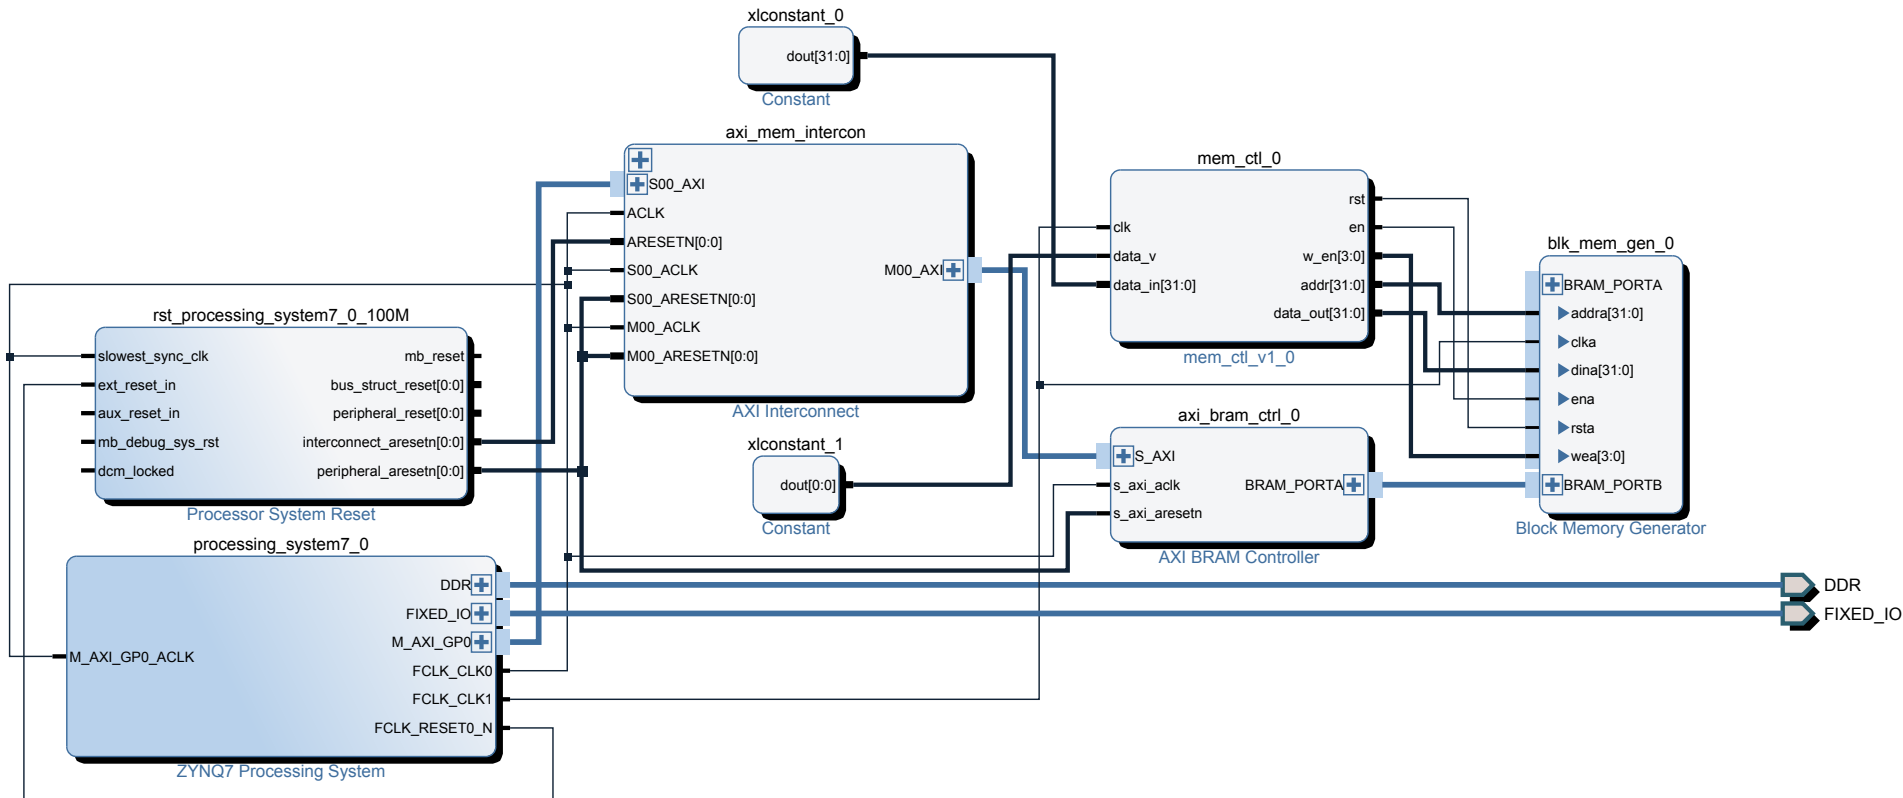 xlconstant_0
dout[31:0]
Constant
axi_mem_intercon
S00_AXI
ACLK
ARESETN[0:0]
S00_ACLK
S00_ARESETN[0:0]
M00_ACLK
M00_ARESETN[0:0]
M00_AXI
AXI Interconnect
mem_ctl_0
clk
data_v
data_in[31:0]
rst
en
w_en[3:0]
addr[31:0]
data_out[31:0]
mem_ctl_v1_0
blk_mem_gen_0
BRAM_PORTA
addra[31:0]
clka
dina[31:0]
ena
rsta
wea[3:0]
BRAM_PORTB
Block Memory Generator
rst_processing_system7_0_100M
slowest_sync_clk
ext_reset_in
aux_reset_in
mb_debug_sys_rst
dcm_locked
mb_reset
bus_struct_reset[0:0]
peripheral_reset[0:0]
interconnect_aresetn[0:0]
peripheral_aresetn[0:0]
Processor System Reset
xlconstant_1
dout[0:0]
Constant
axi_bram_ctrl_0
S_AXI
s_axi_aclk
s_axi_aresetn
BRAM_PORTA
AXI BRAM Controller
processing_system7_0
M_AXI_GP0_ACLK
DDR
FIXED_IO
M_AXI_GP0
FCLK_CLK0
FCLK_CLK1
FCLK_RESET0_N
ZYNQ7 Processing System
DDR
FIXED_IO